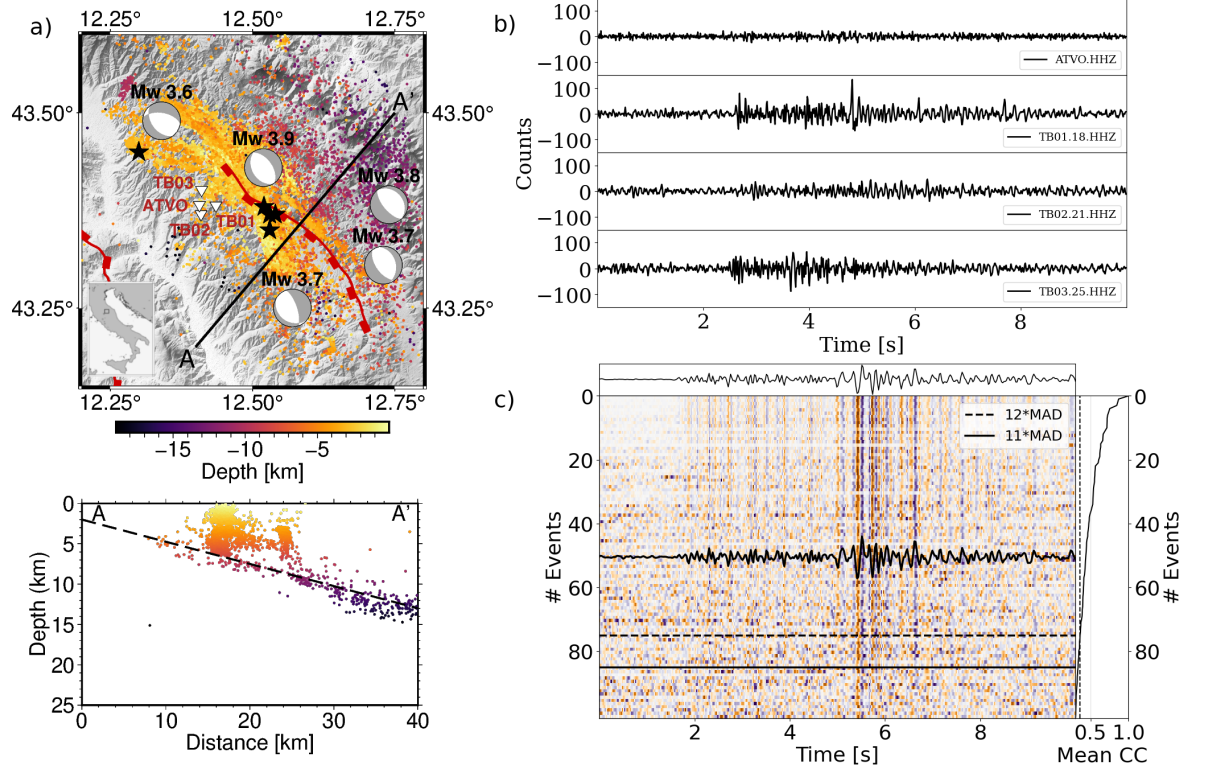 a)
12.25° 12.50° 12.75°
43.50° 43.50°
43.25° 43.25°
Mw 3.6
A'
Mw 3.9
Mw 3.8
TB03
ATVO
TB01
TB02
Mw 3.7
Mw 3.7
A
12.25° 12.50° 12.75°
−15 −10 −5
Depth [km]
A A'
0
5
10
15
20
25
Depth (km)
0 10 20 30 40
Distance [km]
b)
100
0
−100
ATVO.HHZ
100
0
−100
TB01.18.HHZ
100
0
−100
TB02.21.HHZ
100
0
−100
TB03.25.HHZ
Counts
2 4 6 8
Time [s]
c)
12*MAD
11*MAD
0
20
40
60
80
# Events
2 4 6 8
Time [s]
0
20
40
60
80
# Events
0.5 1.0
Mean CC